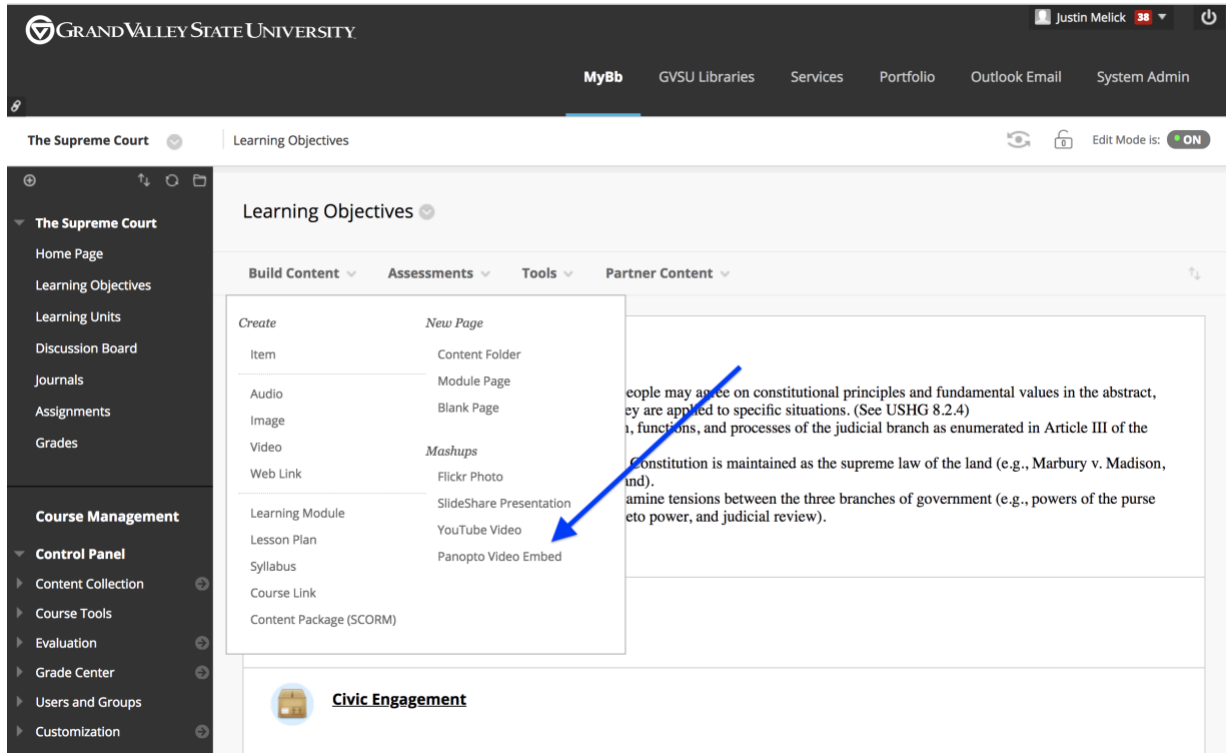 GRAND VALLEY STATE UNIVERSITY
Justin Melick 38
MyBb GVSU Libraries Services Portfolio Outlook Email System Admin
The Supreme Court Learning Objectives Edit Mode is: ON
The Supreme Court
Home Page
Learning Objectives
Learning Units
Discussion Board
Journals
Assignments
Grades
Course Management
Control Panel
Content Collection
Course Tools
Evaluation
Grade Center
Users and Groups
Customization
Learning Objectives
Build Content Assessments Tools Partner Content
Create
Item
Audio
Image
Video
Web Link
Learning Module
Lesson Plan
Syllabus
Course Link
Content Package (SCORM)
New Page
Content Folder
Module Page
Blank Page
Mashups
Flickr Photo
SlideShare Presentation
YouTube Video
Panopto Video Embed
may agree on constitutional principles and fundamental values in the abstract,
are applied to specific situations. (See USHG 8.2.4)
functions, and processes of the judicial branch as enumerated in Article III of the
Constitution is maintained as the supreme law of the land (e.g., Marbury v. Madison,
tensions between the three branches of government (e.g., powers of the purse
power, and judicial review).
Civic Engagement